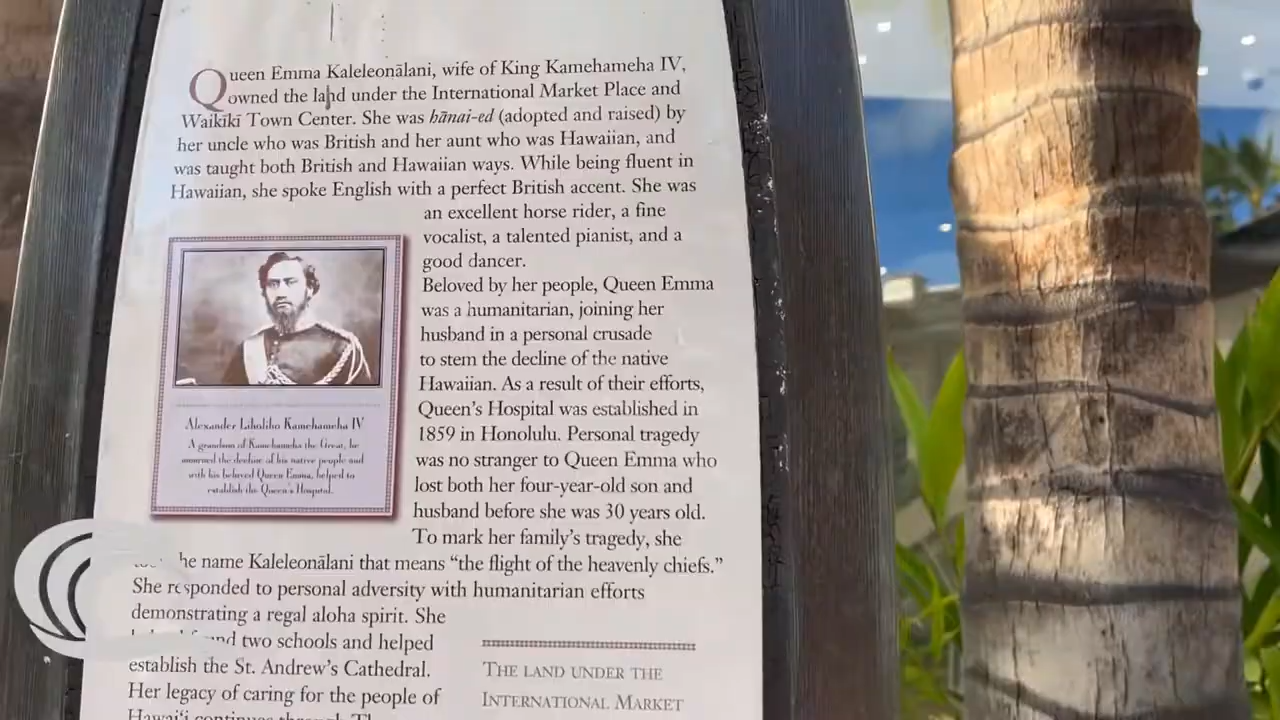 Queen Emma Kaleleonālani, wife of King Kamehameha IV,
owned the land under the International Market Place and
Waikīkī Town Center. She was hānai-ed (adopted and raised) by
her uncle who was British and her aunt who was Hawaiian, and
was taught both British and Hawaiian ways. While being fluent in
Hawaiian, she spoke English with a perfect British accent. She was
an excellent horse rider, a fine
vocalist, a talented pianist, and a
good dancer.
Beloved by her people, Queen Emma
was a humanitarian, joining her
husband in a personal crusade
to stem the decline of the native
Hawaiian. As a result of their efforts,
Queen's Hospital was established in
1859 in Honolulu. Personal tragedy
was no stranger to Queen Emma who
lost both her four-year-old son and
husband before she was 30 years old.
To mark her family's tragedy, she
he name Kaleleonālani that means "the flight of the heavenly chiefs."
She responded to personal adversity with humanitarian efforts
demonstrating a regal aloha spirit. She
two schools and helped
establish the St. Andrew's Cathedral.
Her legacy of caring for the people of
Hawai'i continues through
Alexander Liholiho Kamehameha IV
A grandson of Kamehameha the Great, he
mourned the decline of his native people and
with his beloved Queen Emma, helped to
establish the Queen's Hospital.
THE LAND UNDER THE
INTERNATIONAL MARKET